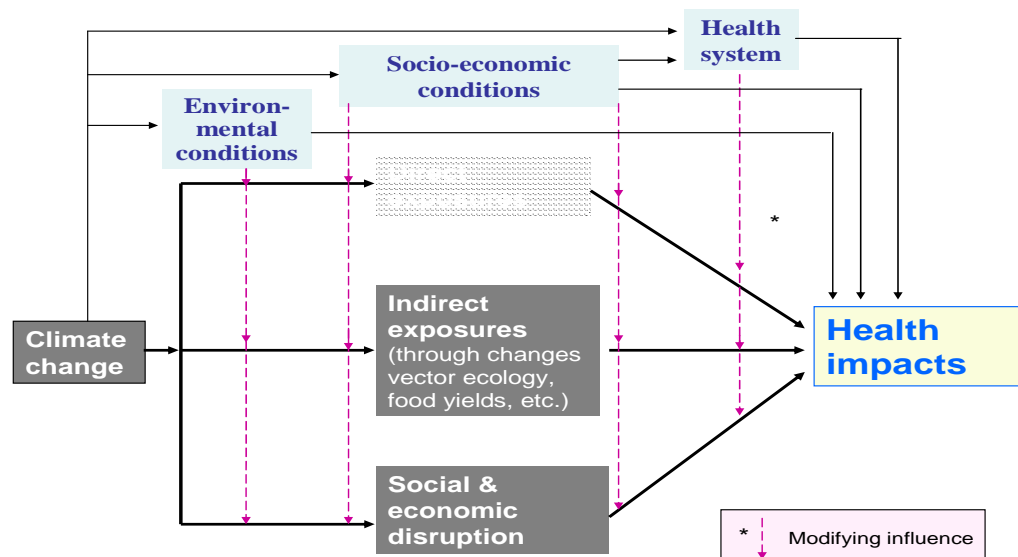 Health
system
Socio-economic
conditions
Environ-
mental
conditions
*
Climate
change
Indirect
exposures
(through changes
vector ecology,
food yields, etc.)
Health
impacts
Social &
economic
disruption
* Modifying influence